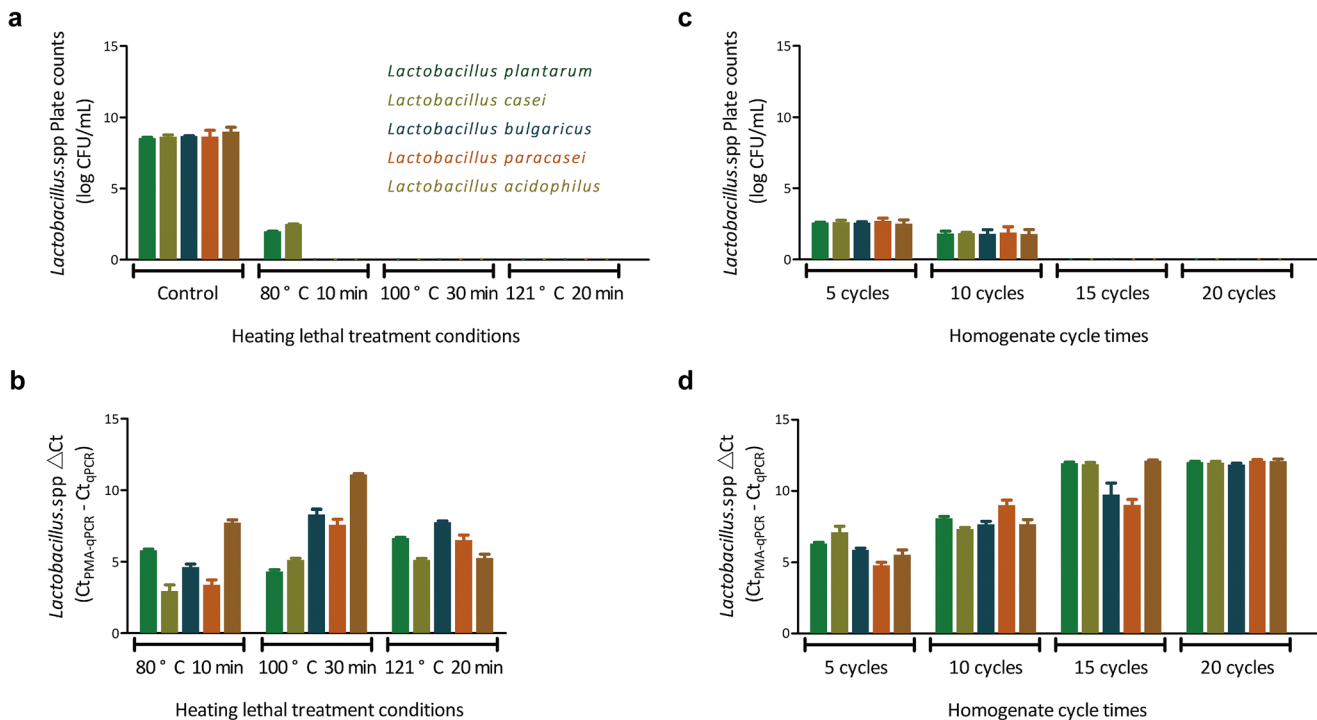 a
Lactobacillus.spp Plate counts
(log CFU/mL)
15
10
5
0
Lactobacillus plantarum
Lactobacillus casei
Lactobacillus bulgaricus
Lactobacillus paracasei
Lactobacillus acidophilus
Control
80 ° C 10 min
100 ° C 30 min
121 ° C 20 min
Heating lethal treatment conditions
c
Lactobacillus.spp Plate counts
(log CFU/mL)
15
10
5
0
5 cycles
10 cycles
15 cycles
20 cycles
Homogenate cycle times
b
Lactobacillus.spp △Ct
(CtPMA-qPCR - CtqPCR)
15
10
5
0
80 ° C 10 min
100 ° C 30 min
121 ° C 20 min
Heating lethal treatment conditions
d
Lactobacillus.spp △Ct
(CtPMA-qPCR - CtqPCR)
15
10
5
0
5 cycles
10 cycles
15 cycles
20 cycles
Homogenate cycle times